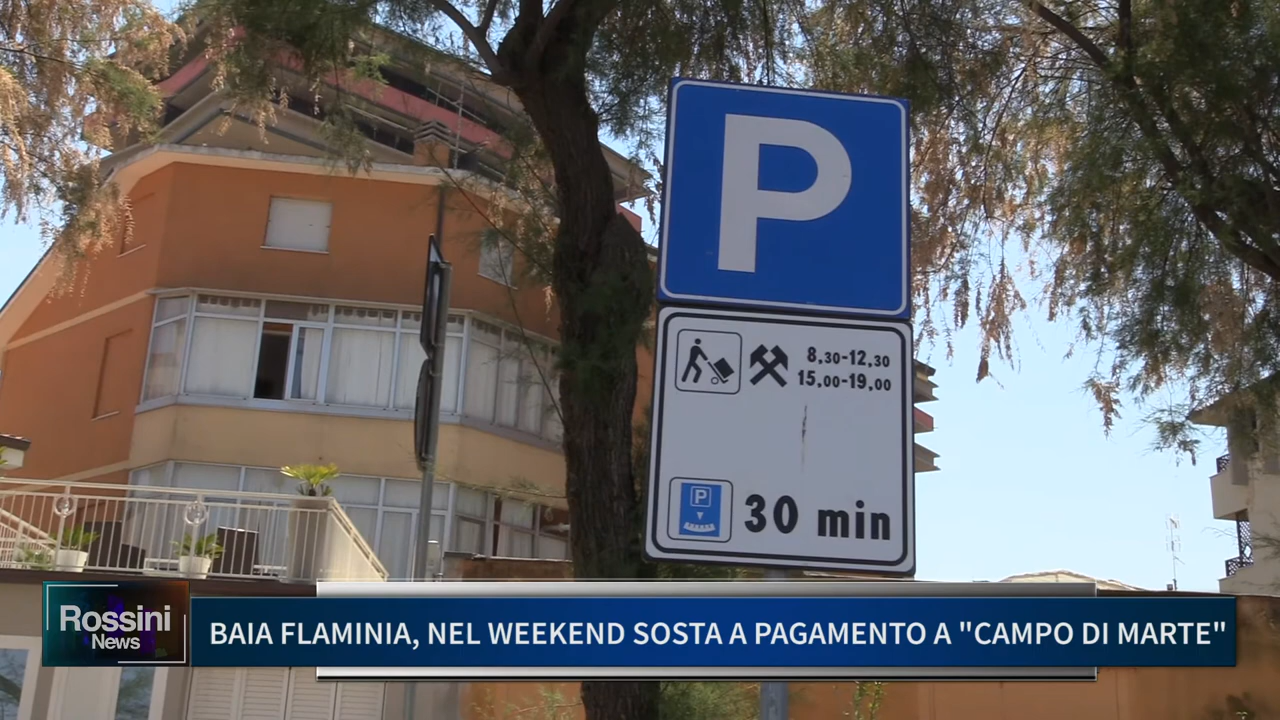 P
8.30-12.30
15.00-19.00
P
30 min
Rossini
News
BAIA FLAMINIA, NEL WEEKEND SOSTA A PAGAMENTO A "CAMPO DI MARTE"